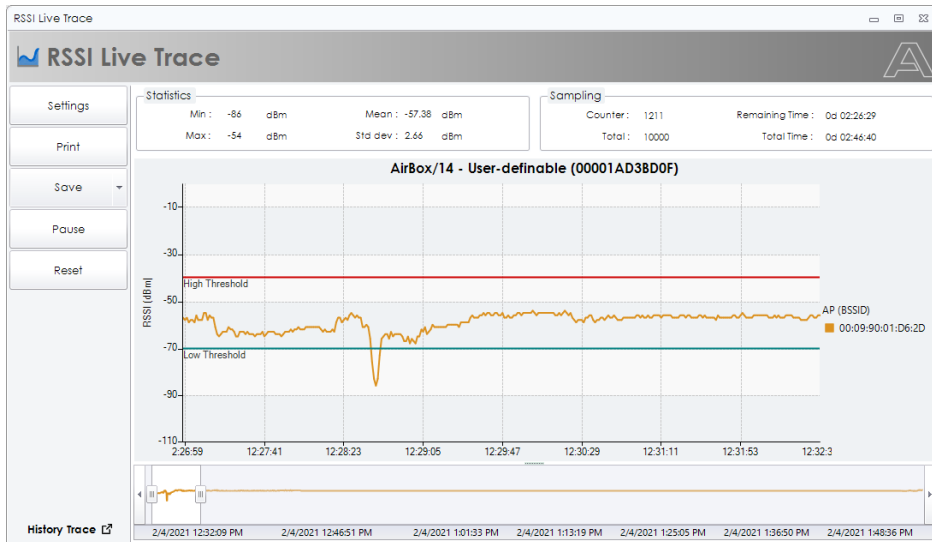 RSSI Live Trace
RSSI Live Trace
Settings
Print
Save
Pause
Reset
History Trace
Statistics
Min : -86 dBm Mean : -57.38 dBm
Max : -54 dBm Std dev : 2.66 dBm
Sampling
Counter : 1211 Remaining Time : 0d 02:26:29
Total : 10000 Total Time : 0d 02:46:40
AirBox/14 - User-definable (00001AD3BD0F)
RSSI [dBm]
-10
-30
-50
-70
-90
-110
High Threshold
Low Threshold
AP (BSSID)
00:09:90:01:D6:2D
2:26:59 12:27:41 12:28:23 12:29:05 12:29:47 12:30:29 12:31:11 12:31:53 12:32:3
2/4/2021 12:32:09 PM 2/4/2021 12:46:51 PM 2/4/2021 1:01:33 PM 2/4/2021 1:13:19 PM 2/4/2021 1:25:05 PM 2/4/2021 1:36:50 PM 2/4/2021 1:48:36 PM